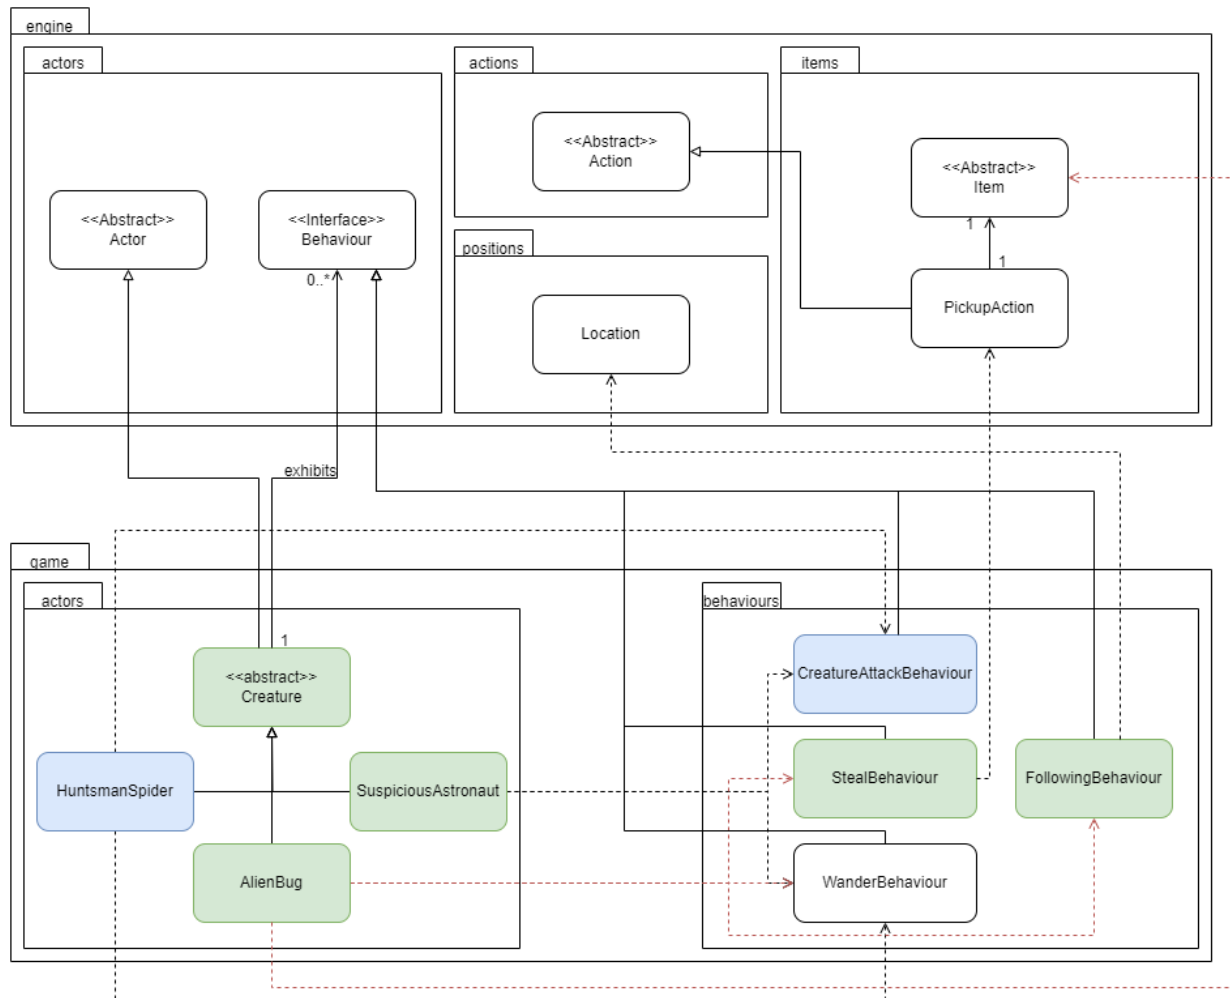 engine
actors
actions
items
<<Abstract>>
Action
<<Abstract>>
Item
<<Abstract>>
Actor
<<Interface>>
Behaviour
0..*
1
1
positions
Location
PickupAction
exhibits
game
actors
behaviours
1
<<abstract>>
Creature
CreatureAttackBehaviour
HuntsmanSpider
SuspiciousAstronaut
StealBehaviour
FollowingBehaviour
AlienBug
WanderBehaviour